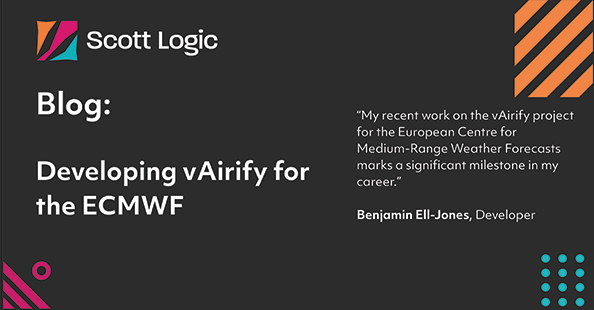 Scott Logic
Blog:
Developing vAirify for
the ECMWF
“My recent work on the vAirify project
for the European Centre for
Medium-Range Weather Forecasts
marks a significant milestone in my
career.”
Benjamin Ell-Jones, Developer